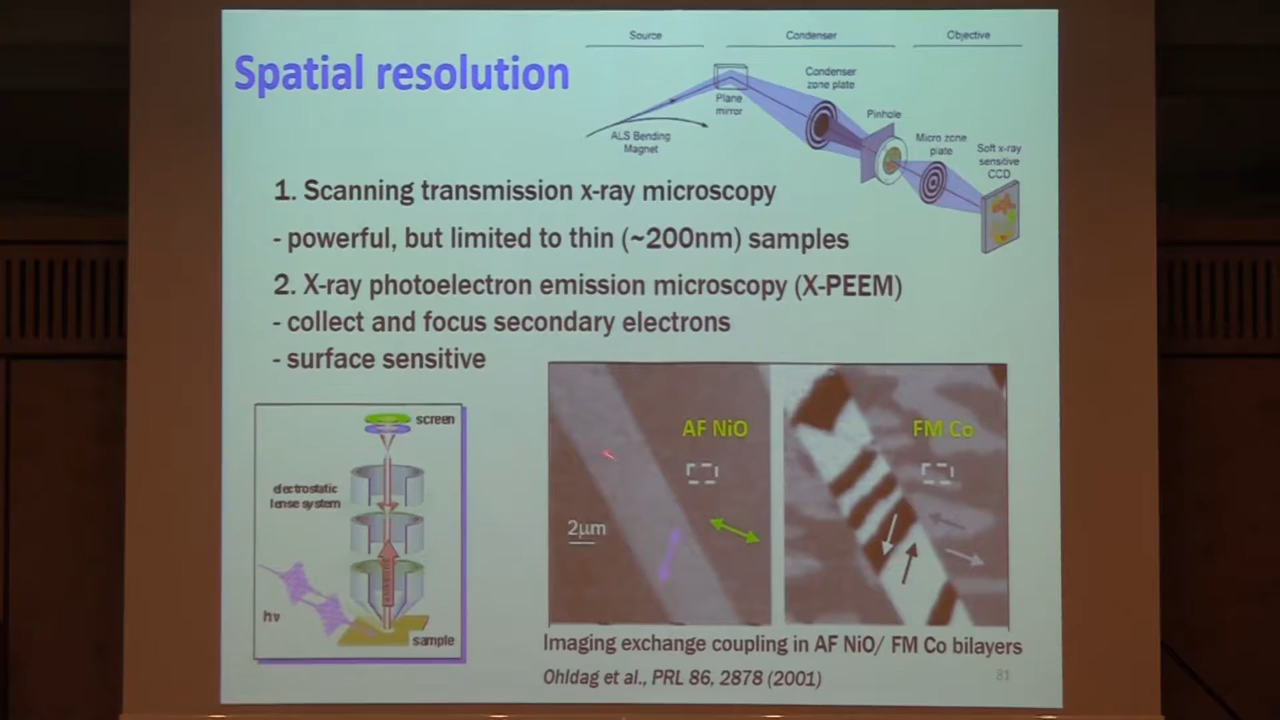 Spatial resolution
Source
Condenser
Objective
Condenser
zone plate
Plane
mirror
Pinhole
ALS Bending
Magnet
Micro zone
plate
Soft x-ray
sensitive
CCD
1. Scanning transmission x-ray microscopy
- powerful, but limited to thin (~200nm) samples
2. X-ray photoelectron emission microscopy (X-PEEM)
- collect and focus secondary electrons
- surface sensitive
screen
electrostatic
lense system
hν
sample
AF NiO
2μm
FM Co
Imaging exchange coupling in AF NiO/ FM Co bilayers
Ohldag et al., PRL 86, 2878 (2001)
81